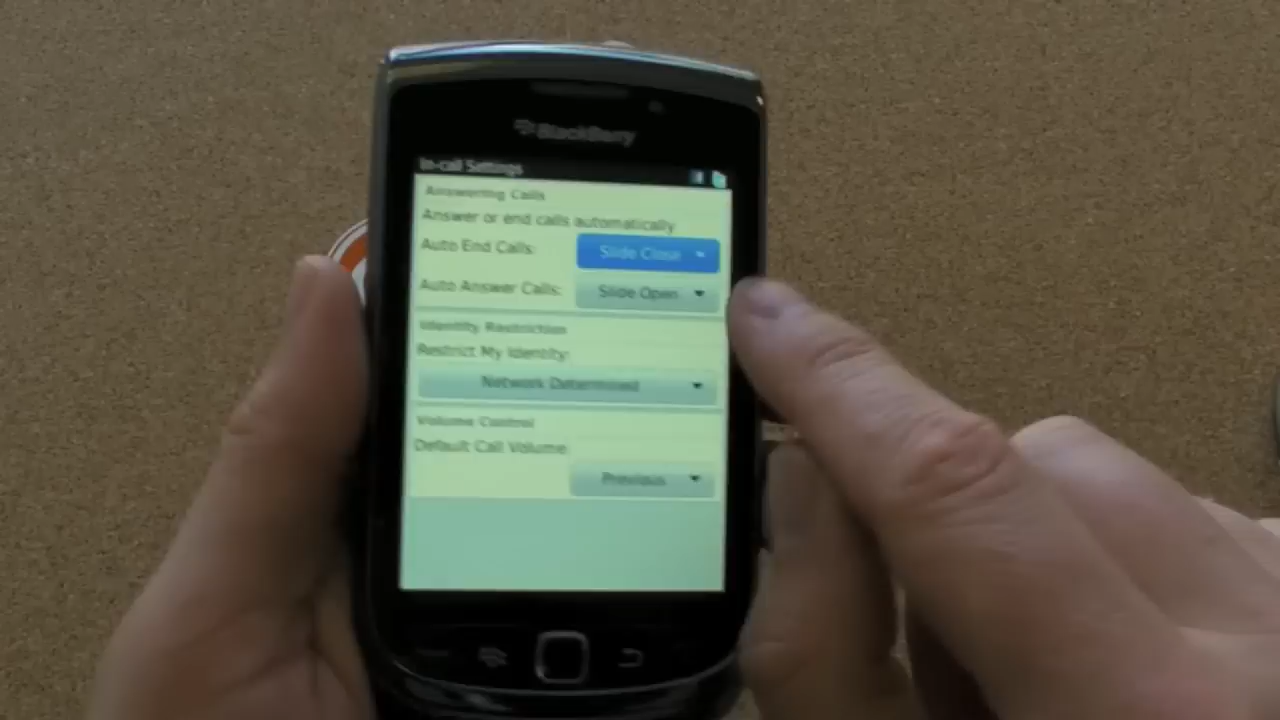 BlackBerry
In-call Settings
Answering Calls
Answer or end calls automatically
Auto End Calls: Slide Close
Auto Answer Calls: Slide Open
Identity Restriction
Restrict My Identity:
Network Determined
Volume Control
Default Call Volume
Previous